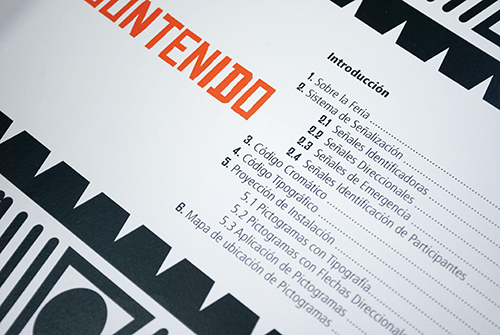 CONTENIDO
Introducción
1. Sobre la Feria
2. Sistema de Señalización
2.1 Señales identificadoras
2.2 Señales Direccionales
2.3 Señales de Emergencia
2.4 Señales identificación de Participantes
3. Código Cromático
4. Código Tipográfico
5. Proyección de Instalación
5.1 Pictogramas con Tipografía
5.2 Pictogramas con Flechas Direccional
5.3 Aplicación de Pictogramas
6. Mapa de ubicación de Pictogramas